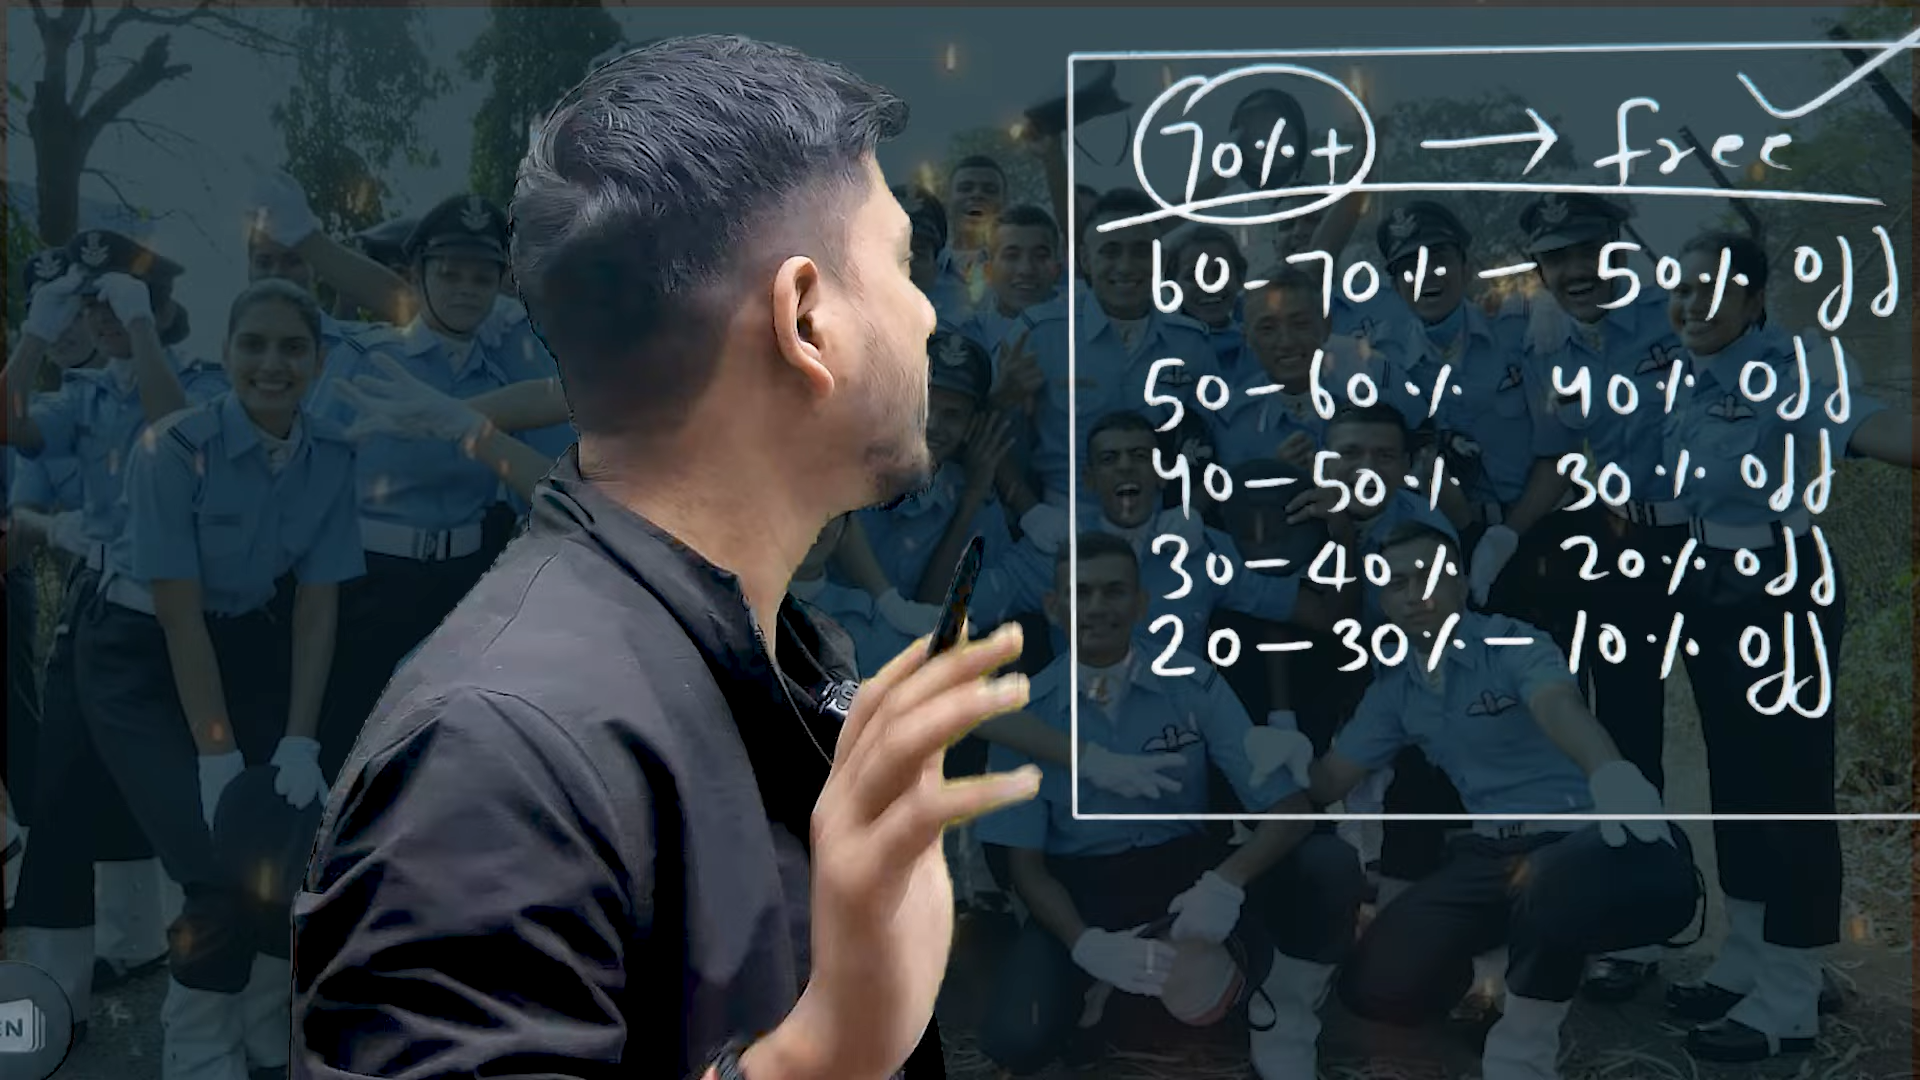 70%+ → free
60-70% - 50% off
50-60% 40% off
40-50% 30% off
30-40% 20% off
20-30% - 10% off
EN